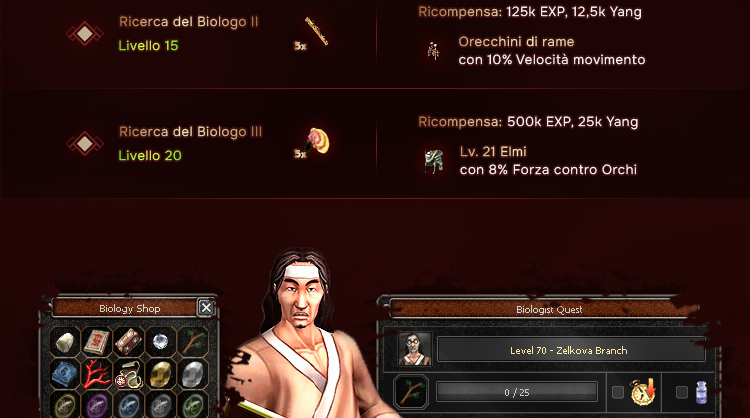 Ricerca del Biologo II
Livello 15
5x
Ricompensa: 125k EXP, 12,5k Yang
Orecchini di rame
con 10% Velocità movimento
Ricerca del Biologo III
Livello 20
5x
Ricompensa: 500k EXP, 25k Yang
Lv. 21 Elmi
con 8% Forza contro Orchi
Biology Shop
Biologist Quest
Level 70 - Zelkova Branch
0 / 25